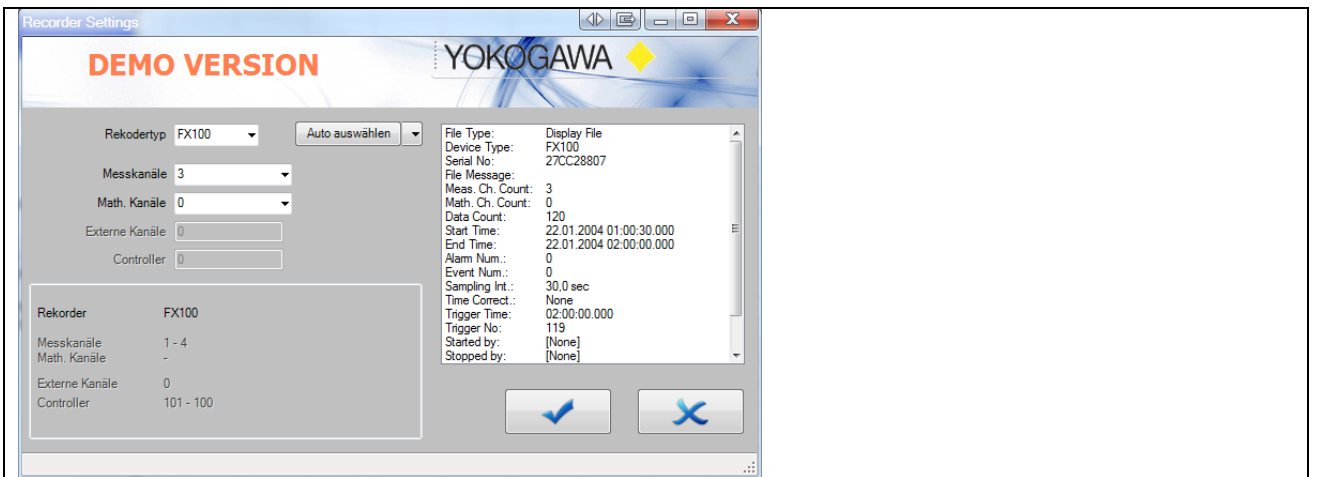 Recorder Settings
DEMO VERSION
YOKOGAWA
Rekodertyp FX100
Auto auswählen
Messkanäle 3
Math. Kanäle 0
Externe Kanäle 0
Controller 0
Rekorder FX100
Messkanäle 1 - 4
Math. Kanäle -
Externe Kanäle 0
Controller 101 - 100
File Type: Display File
Device Type: FX100
Serial No: 27CC28807
File Message:
Meas. Ch. Count: 3
Math. Ch. Count: 0
Data Count: 120
Start Time: 22.01.2004 01:00:30.000
End Time: 22.01.2004 02:00:00.000
Alarm Num.: 0
Event Num.: 0
Sampling Int.: 30,0 sec
Time Correct.: None
Trigger Time: 02:00:00.000
Trigger No: 119
Started by: [None]
Stopped by: [None]